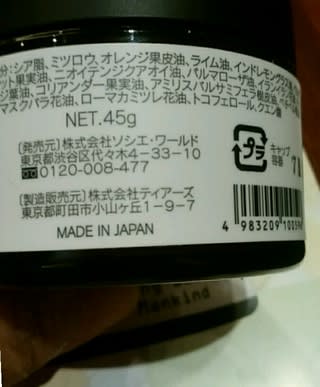 分:シア脂、ミツロウ、オレンジ果皮油、ライム油、インドレモングラス油、
ット果実油、ニオイテンジクアオイ油、パルマローザ油、イランイ
葉油、コリアンダー果実油、アミリスバルサミフェラ樹皮油、
マスクバラ花油、ローマカミツレ花油、トコフェロール、クエン酸
NET.45g
[発売元]株式会社ソシエ・ワールド
東京都渋谷区代々木4-33-10
0120-008-477
[製造販売元]株式会社ティアーズ
東京都町田市小山ヶ丘1-9-7
MADE IN JAPAN
プラ
キャップ
容器
4 983209 1005
Mankind